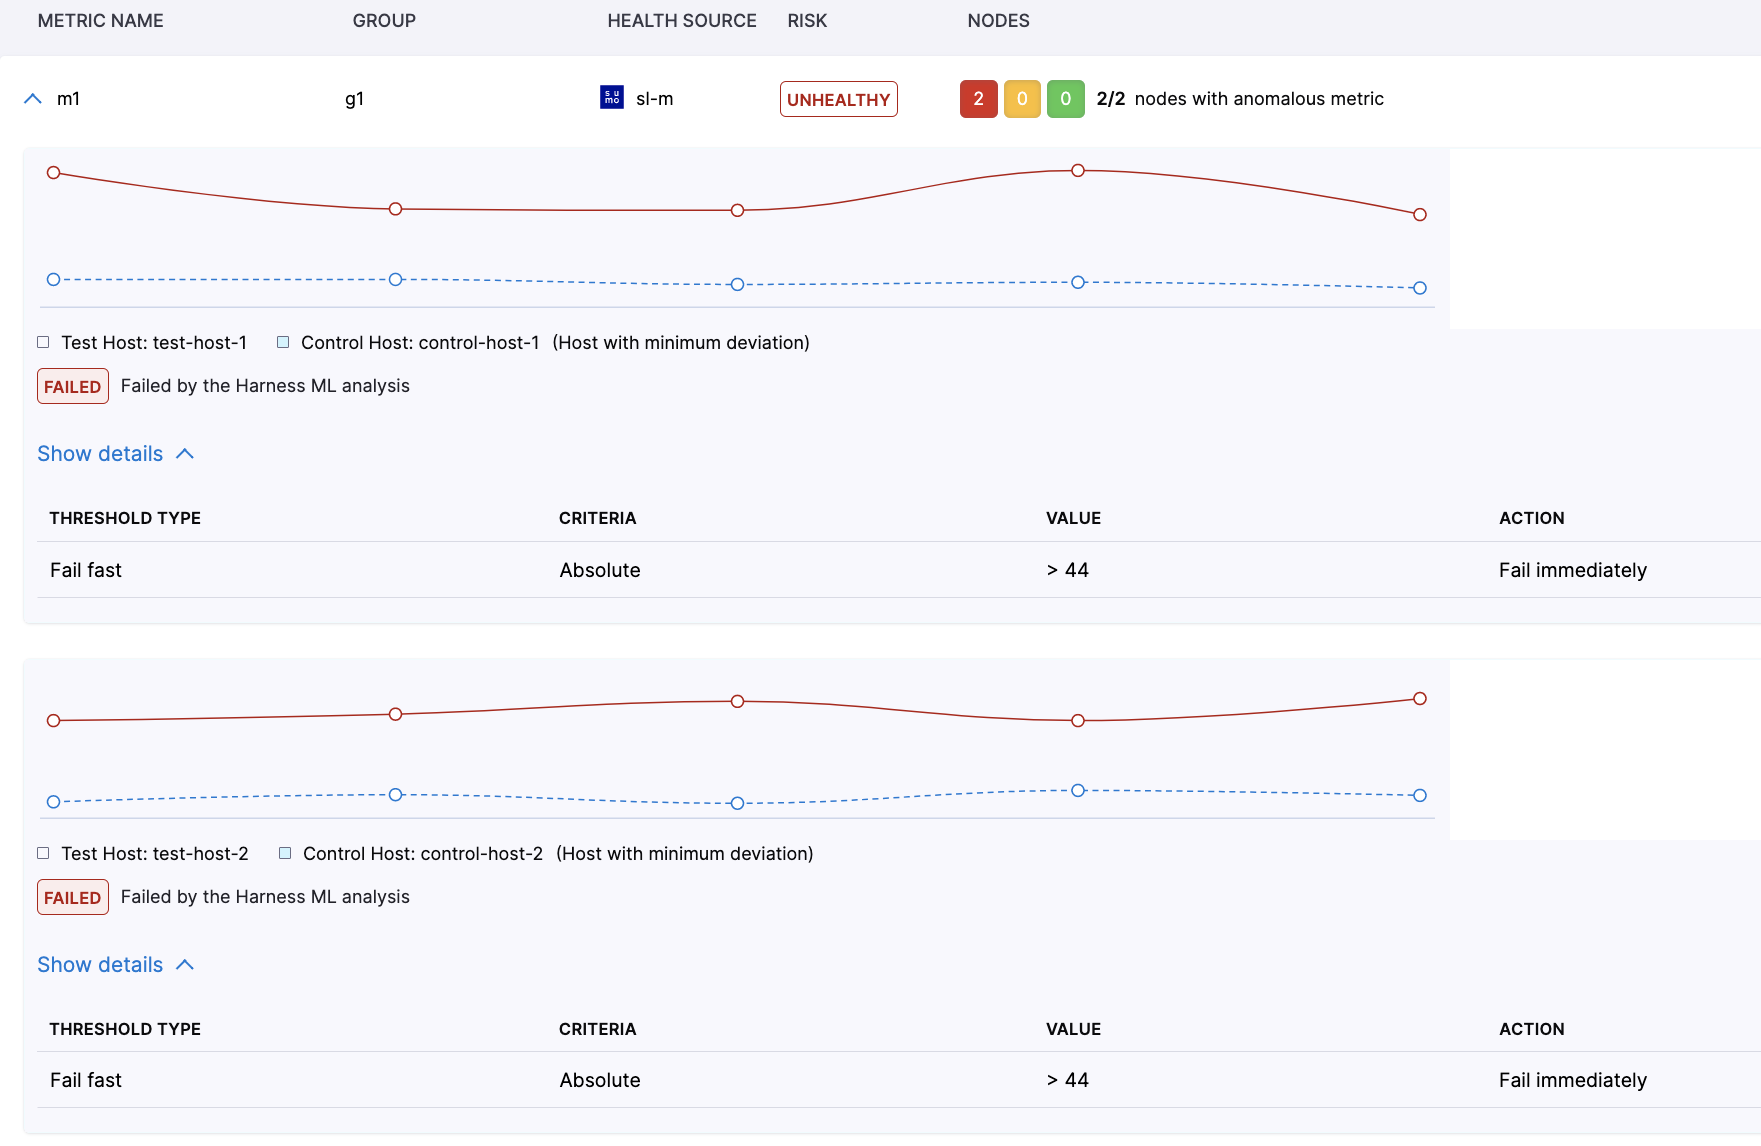 METRIC NAME GROUP HEALTH SOURCE RISK NODES
m1 g1 su mo sl-m UNHEALTHY 2 0 0 2/2 nodes with anomalous metric
Test Host: test-host-1 Control Host: control-host-1 (Host with minimum deviation)
FAILED Failed by the Harness ML analysis
Show details
THRESHOLD TYPE CRITERIA VALUE ACTION
Fail fast Absolute > 44 Fail immediately
Test Host: test-host-2 Control Host: control-host-2 (Host with minimum deviation)
FAILED Failed by the Harness ML analysis
Show details
THRESHOLD TYPE CRITERIA VALUE ACTION
Fail fast Absolute > 44 Fail immediately